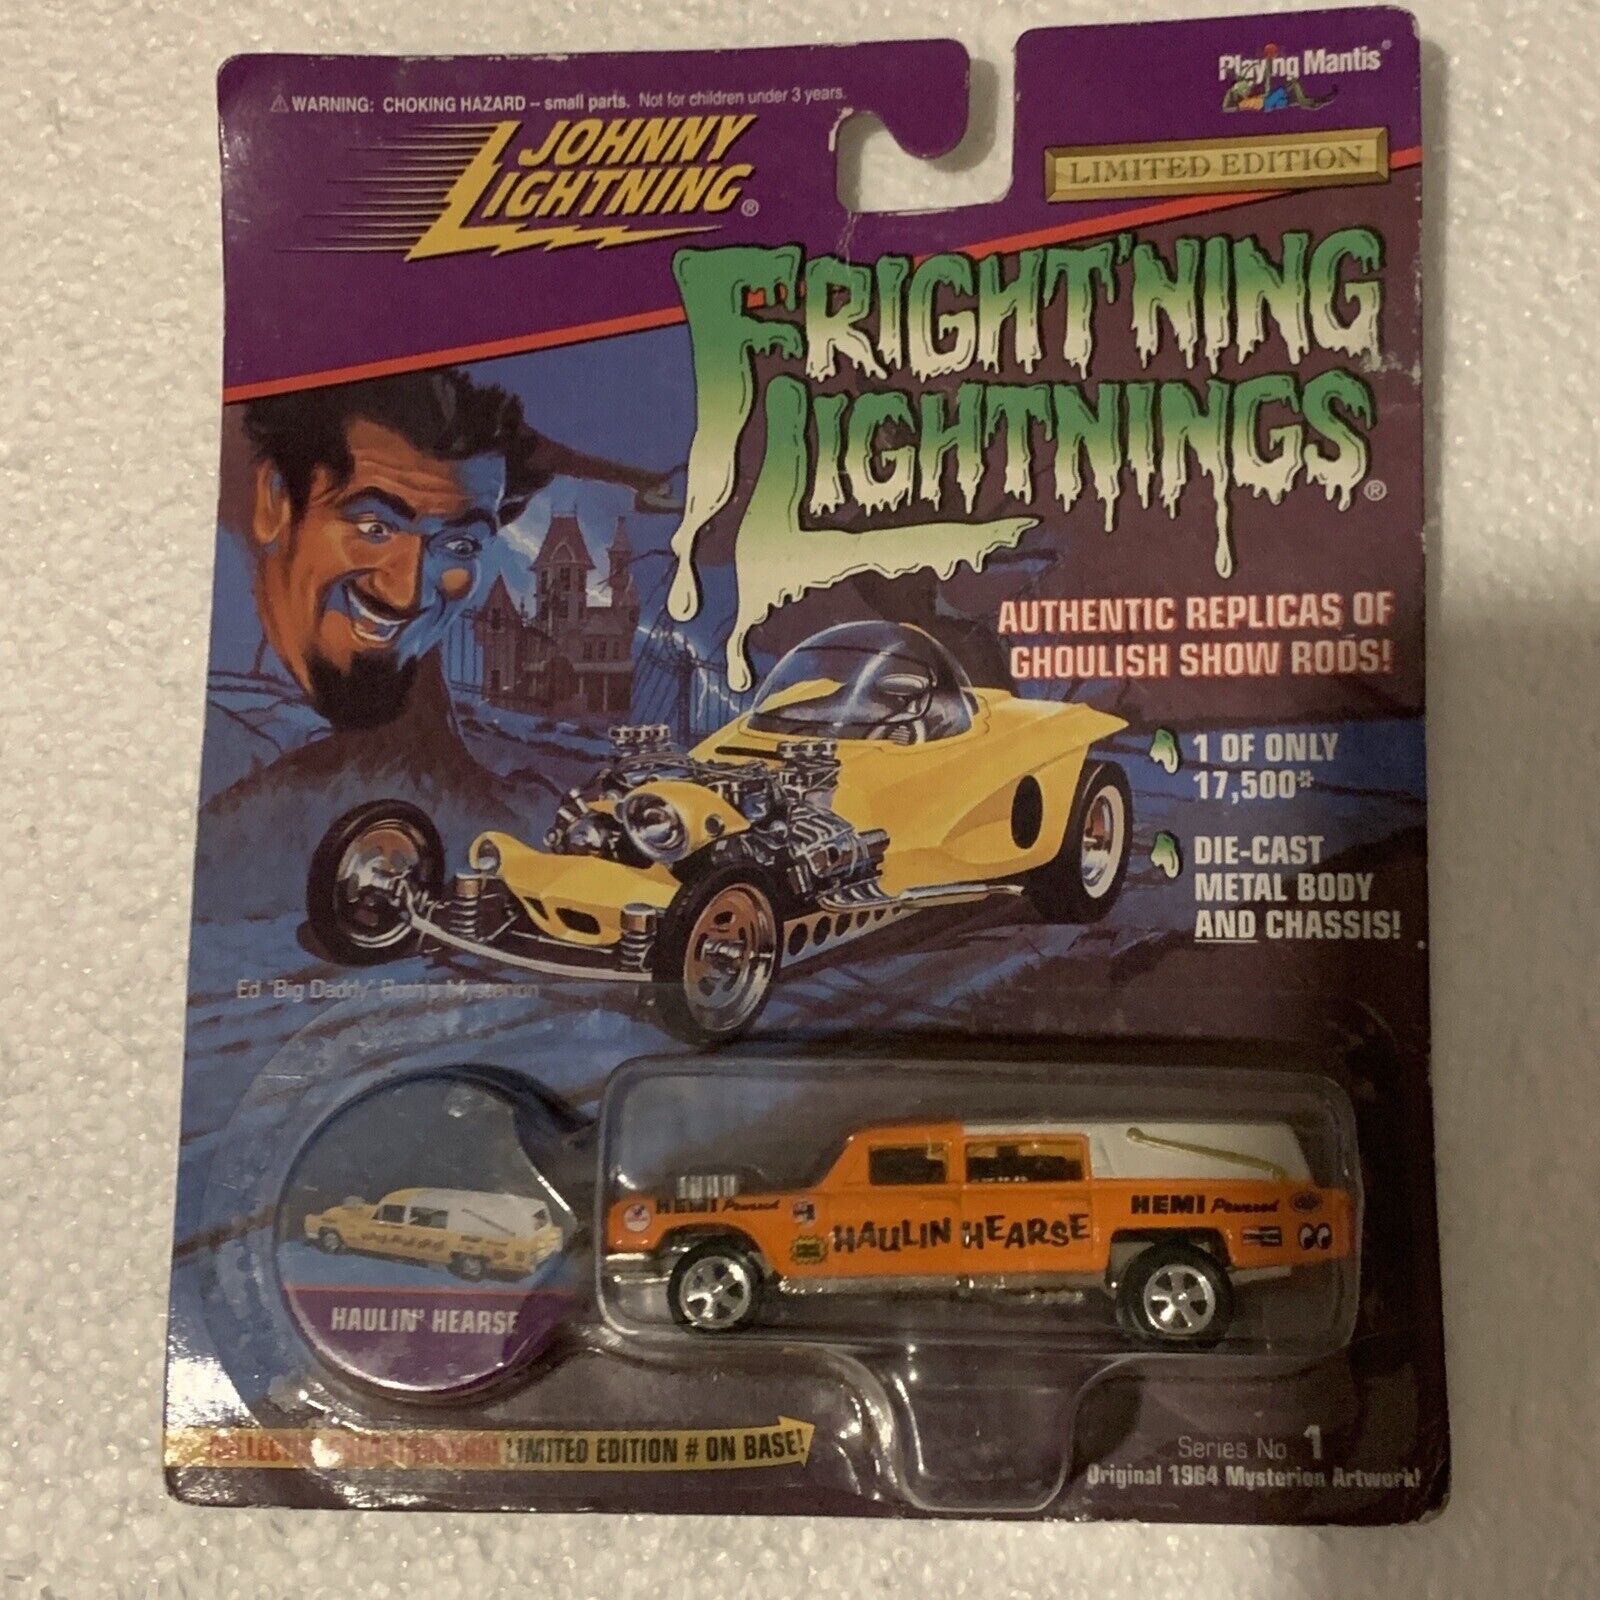 Playing Mantis®
⚠ WARNING: CHOKING HAZARD -- small parts. Not for children under 3 years.
JOHNNY
LIGHTNING®
LIMITED EDITION
FRIGHT'NING
LIGHTNINGS®
AUTHENTIC REPLICAS OF
GHOULISH SHOW RODS!
1 OF ONLY
17,500*
DIE-CAST
METAL BODY
AND CHASSIS!
Ed "Big Daddy" Roth's Mysterion
HEMI Powered
HAULIN HEARSE
HEMI Powered
HAULIN' HEARSE
LIMITED EDITION # ON BASE!
Series No. 1
Original 1964 Mysterion Artwork!